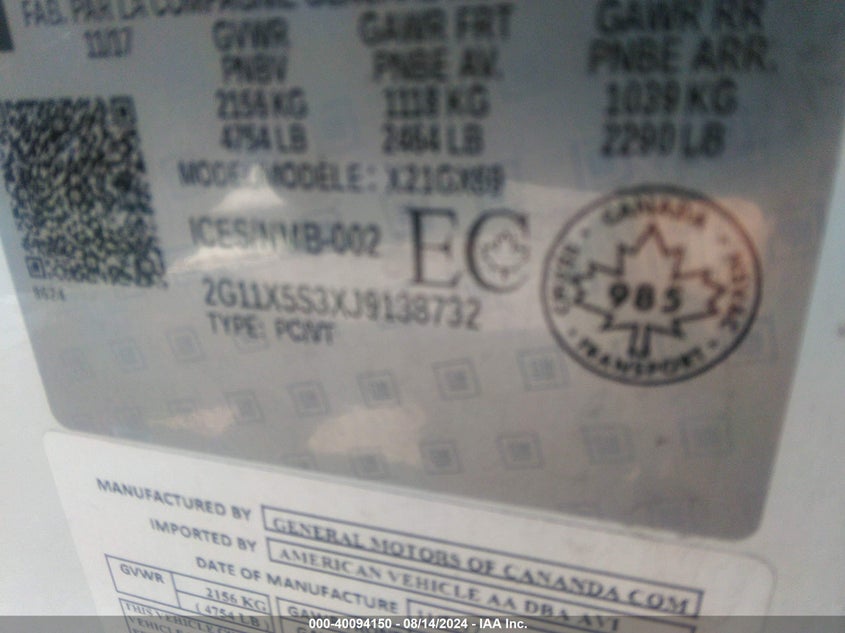 FAB. PAR LA COMPAGNIE
11/17
GVWR GAWR FRT GAWR RR
PNBV PNBE AV. PNBE ARR.
2156 KG 1118 KG 1039 KG
4754 LB 2464 LB 2290 LB
MODEL/MODÈLE: X21GX69
ICES/NMB-002 EC
CANADA
985
TRANSPORT
2G11X5S3XJ9138732
TYPE: PC/VT
MANUFACTURED BY GENERAL MOTORS OF CANANDA COM
IMPORTED BY AMERICAN VEHICLE AA DBA AVI
DATE OF MANUFACTURE
GVWR 2156 KG
( 4754 LB )
THIS VEHICLE
000-40094150 - 08/14/2024 - IAA Inc.